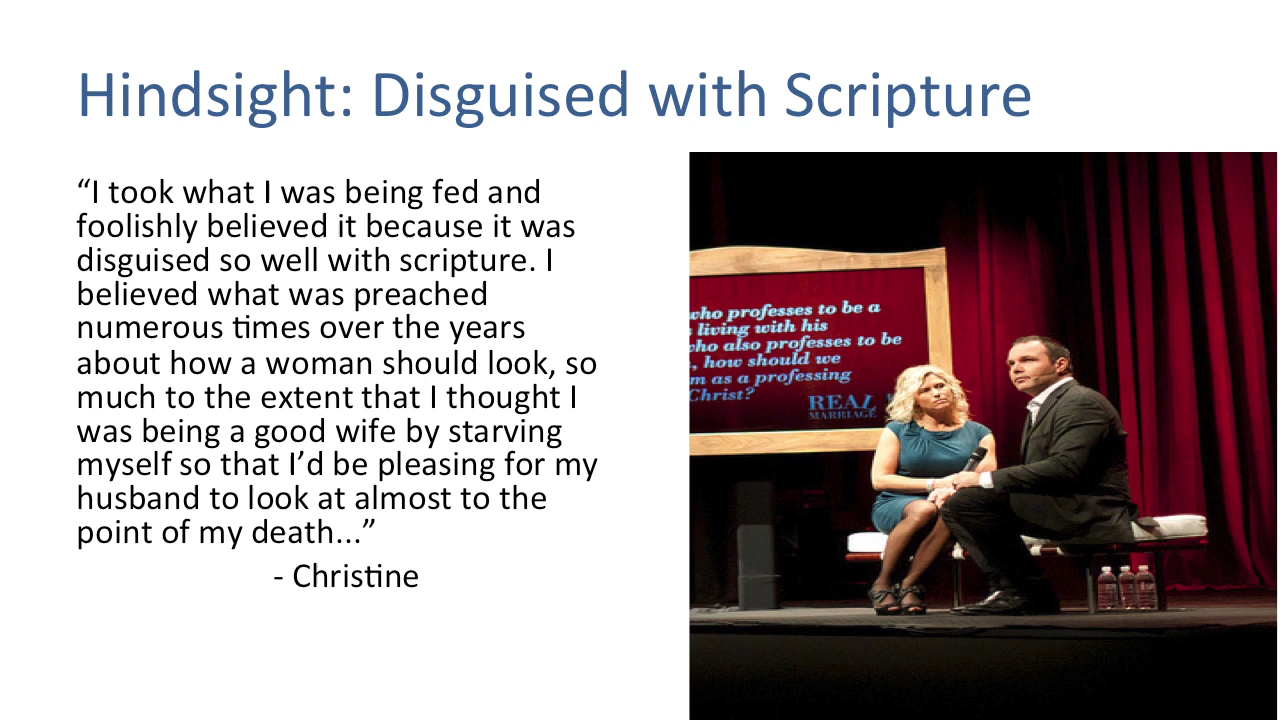 Hindsight: Disguised with Scripture
“I took what I was being fed and
foolishly believed it because it was
disguised so well with scripture. I
believed what was preached
numerous times over the years
about how a woman should look, so
much to the extent that I thought I
was being a good wife by starving
myself so that I’d be pleasing for my
husband to look at almost to the
point of my death...”
- Christine
who professes to be a
living with his
who also professes to be
, how should we
as a professing
Christ?
REAL
MARRIAGE